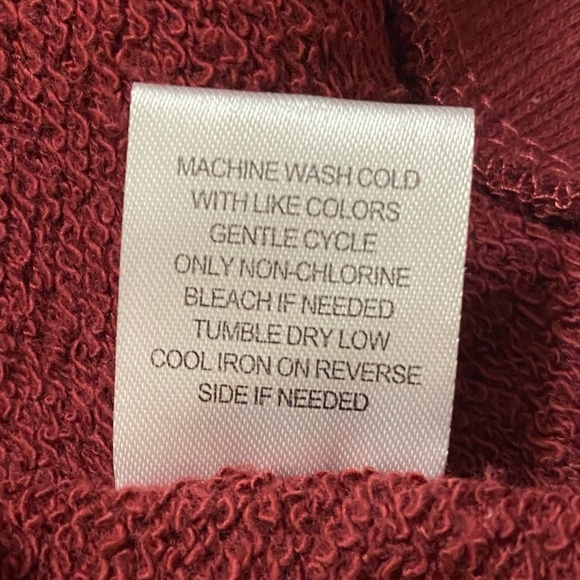 MACHINE WASH COLD
WITH LIKE COLORS
GENTLE CYCLE
ONLY NON-CHLORINE
BLEACH IF NEEDED
TUMBLE DRY LOW
COOL IRON ON REVERSE
SIDE IF NEEDED